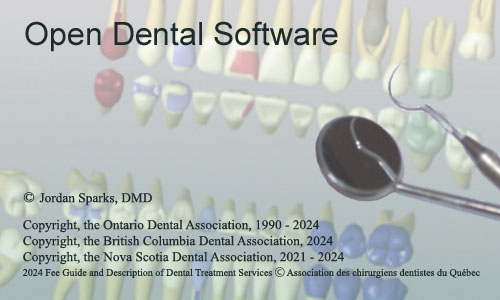 Open Dental Software
© Jordan Sparks, DMD
Copyright, the Ontario Dental Association, 1990 - 2024
Copyright, the British Columbia Dental Association, 2024
Copyright, the Nova Scotia Dental Association, 2021 - 2024
2024 Fee Guide and Description of Dental Treatment Services © Association des chirurgiens dentistes du Québec